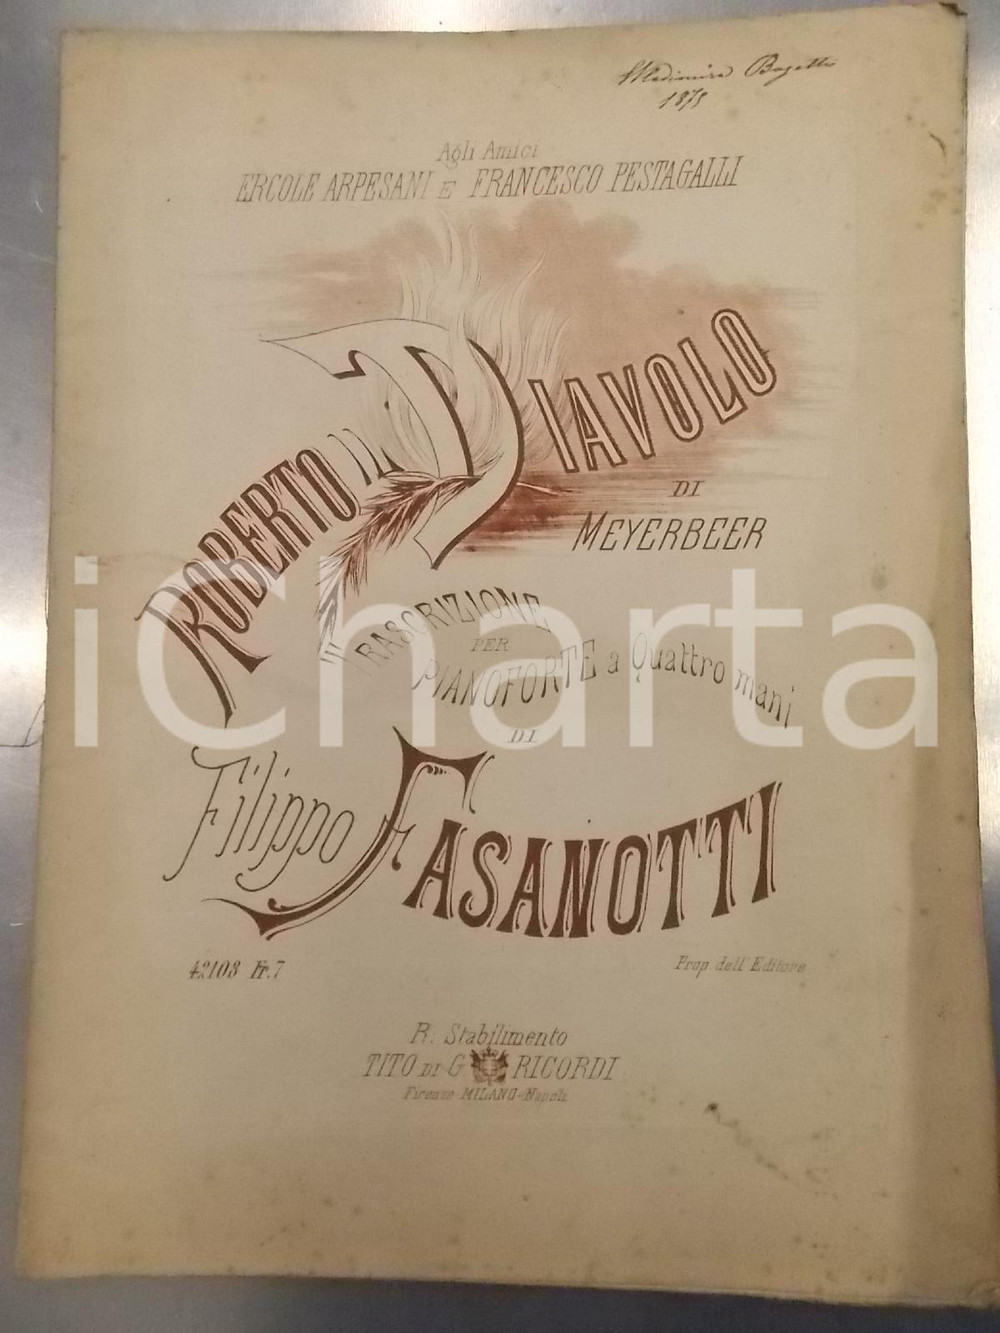 1875
Agli Amici
ERCOLE ARPESANI E FRANCESCO PESTAGALLI
ROBERTO IL DIAVOLO
DI
MEYERBEER
TRASCRIZIONE
PER
PIANOFORTE a Quattro mani
DI
Filippo FASANOTTI
42103 Fr. 7
Prop. dell' Editore
R. Stabilimento
TITO DI G. RICORDI
Firenze-MILANO-Napoli
iCharta